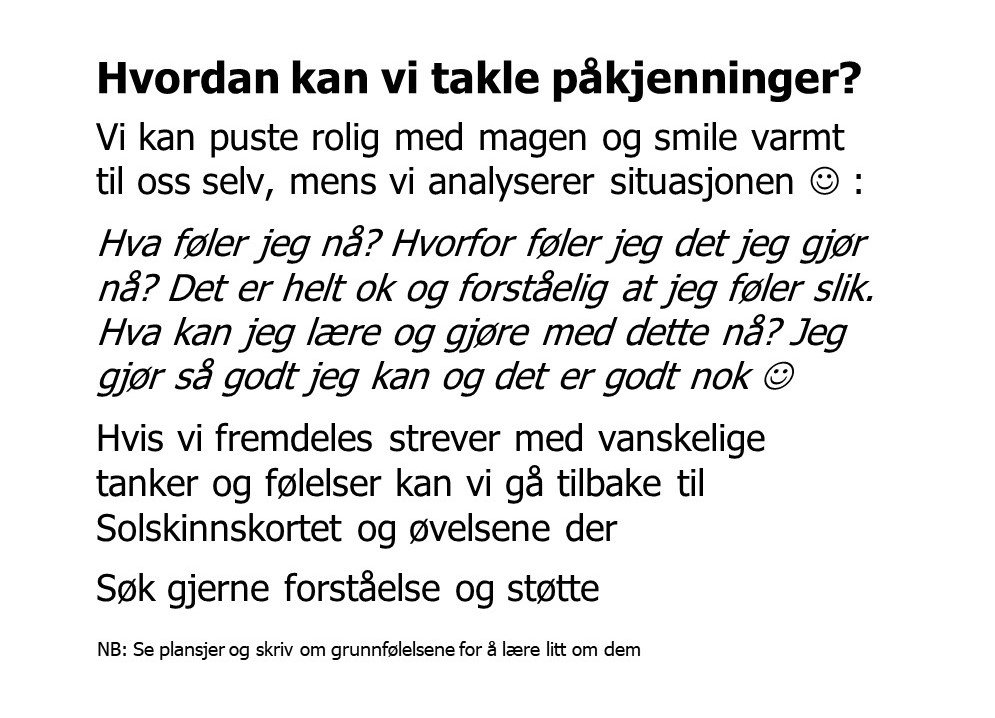 Hvordan kan vi takle påkjenninger?
Vi kan puste rolig med magen og smile varmt
til oss selv, mens vi analyserer situasjonen ☺ :
Hva føler jeg nå? Hvorfor føler jeg det jeg gjør
nå? Det er helt ok og forståelig at jeg føler slik.
Hva kan jeg lære og gjøre med dette nå? Jeg
gjør så godt jeg kan og det er godt nok ☺
Hvis vi fremdeles strever med vanskelige
tanker og følelser kan vi gå tilbake til
Solskinnskortet og øvelsene der
Søk gjerne forståelse og støtte
NB: Se plansjer og skriv om grunnfølelsene for å lære litt om dem